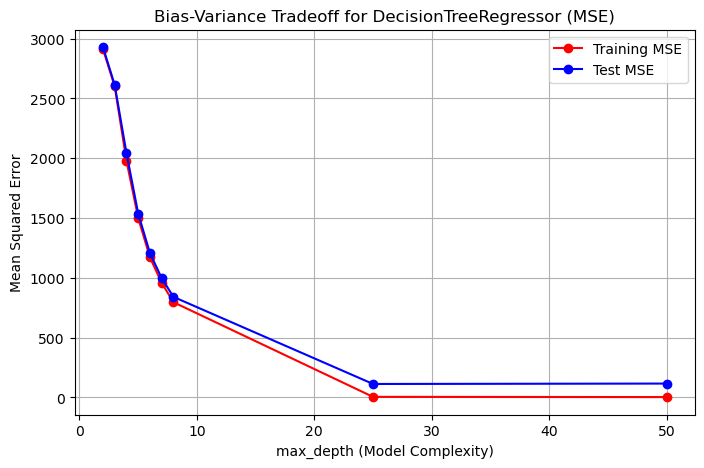 Bias-Variance Tradeoff for DecisionTreeRegressor (MSE)
Training MSE
Test MSE
Mean Squared Error
3000
2500
2000
1500
1000
500
0
0 10 20 30 40 50
max_depth (Model Complexity)